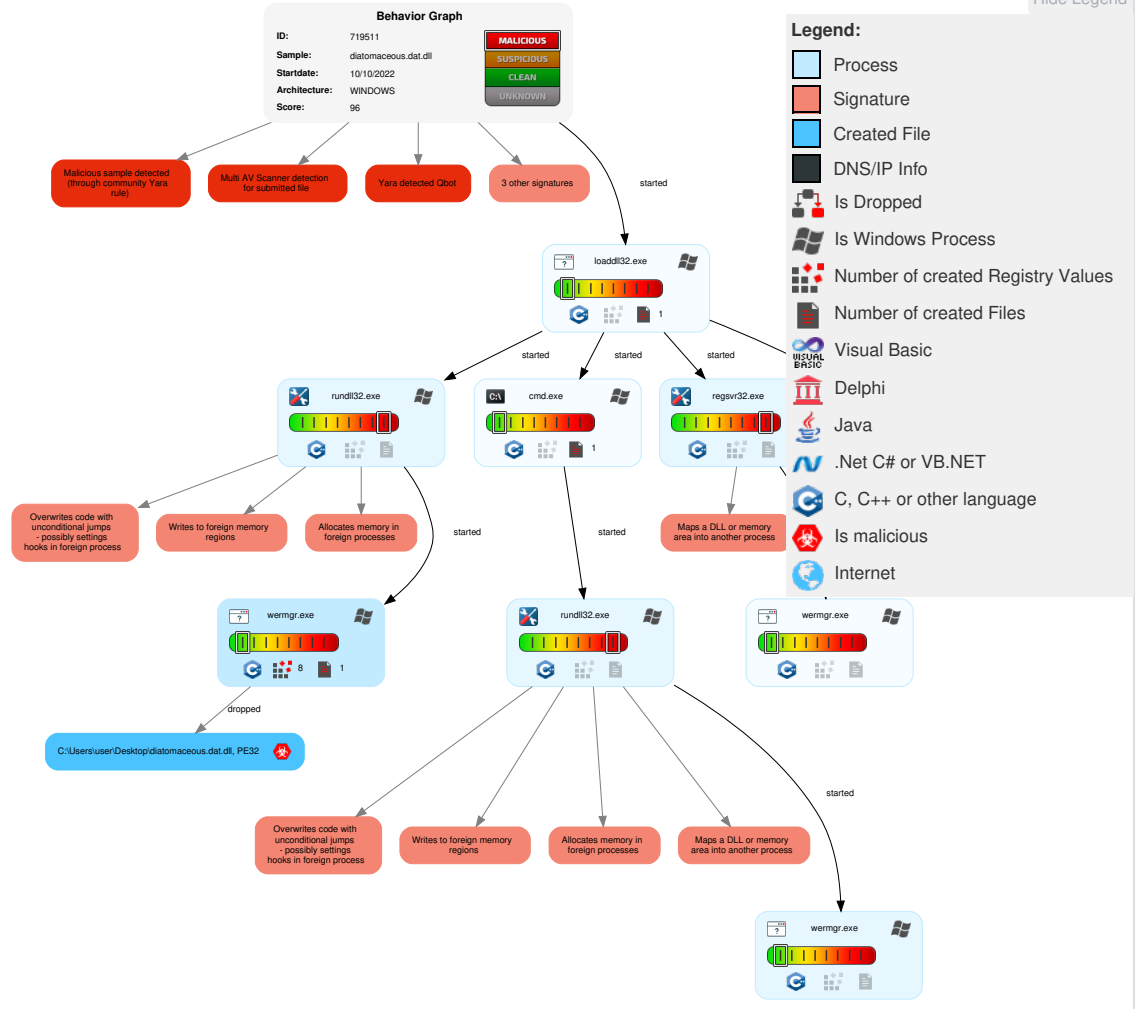 Hide Legend
Behavior Graph
ID: 719511
Sample: diatomaceous.dat.dll
Startdate: 10/10/2022
Architecture: WINDOWS
Score: 96
MALICIOUS
SUSPICIOUS
CLEAN
UNKNOWN
Legend:
Process
Signature
Created File
DNS/IP Info
Is Dropped
Is Windows Process
Number of created Registry Values
Number of created Files
VISUAL
BASIC
Visual Basic
Delphi
Java
.Net C# or VB.NET
C, C++ or other language
Is malicious
Internet
Malicious sample detected
(through community Yara
rule)
Multi AV Scanner detection
for submitted file
Yara detected Qbot
3 other signatures
started
?
loaddll32.exe
C
1
started
started
started
rundll32.exe
C
C:\
cmd.exe
C
1
regsvr32.exe
C
Overwrites code with
unconditional jumps
- possibly settings
hooks in foreign process
Writes to foreign memory
regions
Allocates memory in
foreign processes
started
started
Maps a DLL or memory
area into another process
?
wermgr.exe
C
8
1
rundll32.exe
C
?
wermgr.exe
C
dropped
C:\Users\user\Desktop\diatomaceous.dat.dll, PE32
started
Overwrites code with
unconditional jumps
- possibly settings
hooks in foreign process
Writes to foreign memory
regions
Allocates memory in
foreign processes
Maps a DLL or memory
area into another process
?
wermgr.exe
C